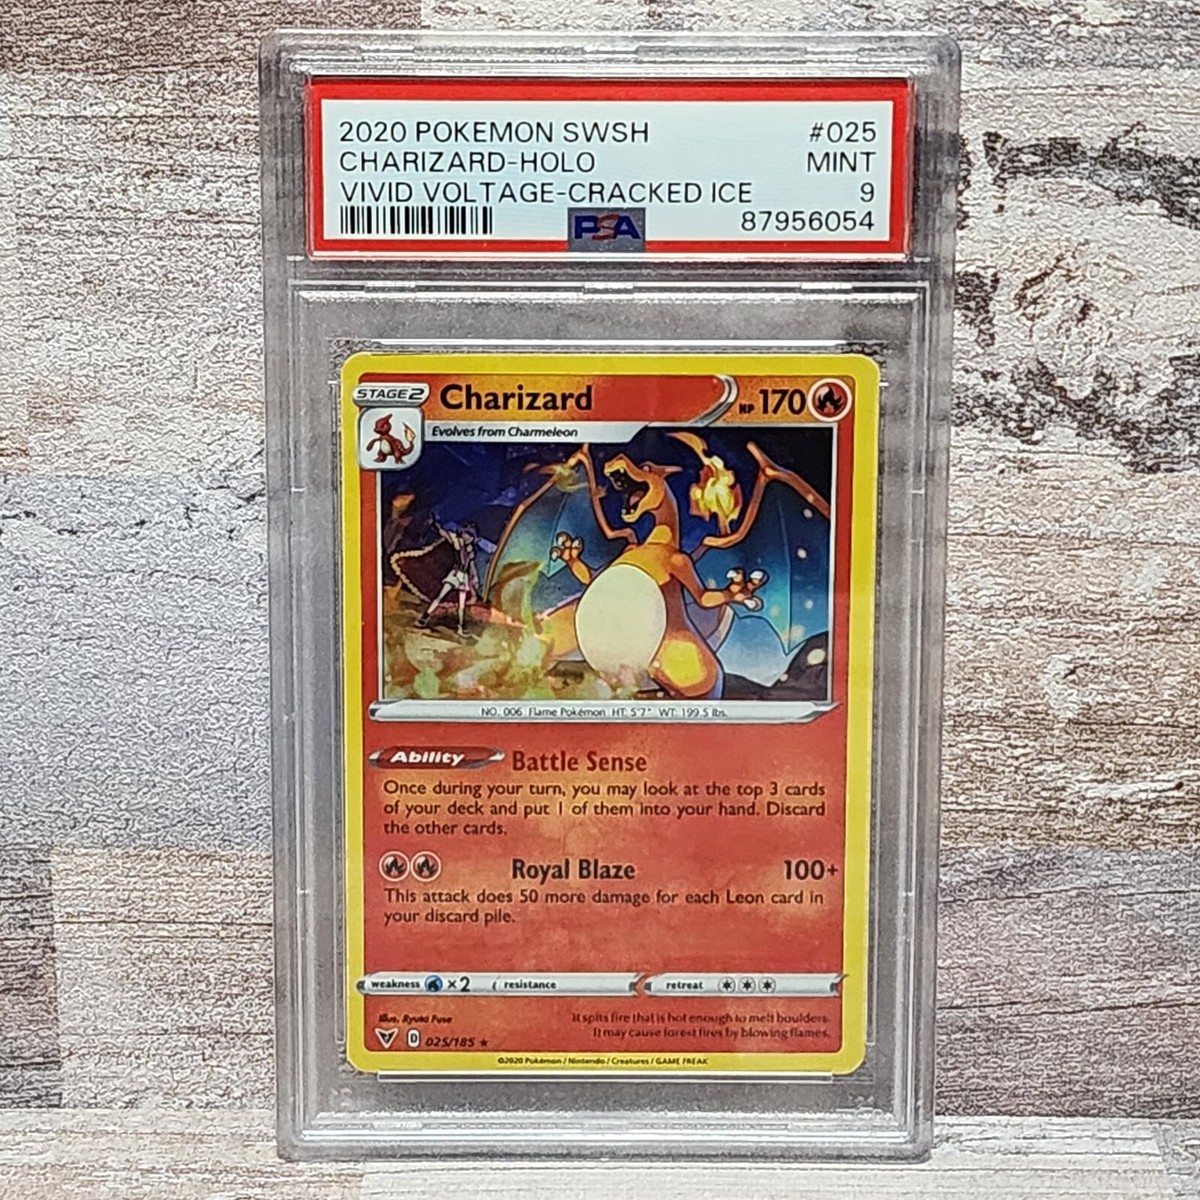 2020 POKEMON SWSH #025
CHARIZARD-HOLO MINT
VIVID VOLTAGE-CRACKED ICE 9
PSA 87956054
STAGE2 Charizard HP 170
Evolves from Charmeleon
NO. 006 Flame Pokémon HT: 5'7" WT: 199.5 lbs.
Ability Battle Sense
Once during your turn, you may look at the top 3 cards
of your deck and put 1 of them into your hand. Discard
the other cards.
Royal Blaze 100+
This attack does 50 more damage for each Leon card in
your discard pile.
weakness ×2 resistance retreat
Illus. Ryuta Fuse
It spits fire that is hot enough to melt boulders.
It may cause forest fires by blowing flames.
D 025/185 ★
©2020 Pokémon / Nintendo / Creatures / GAME FREAK